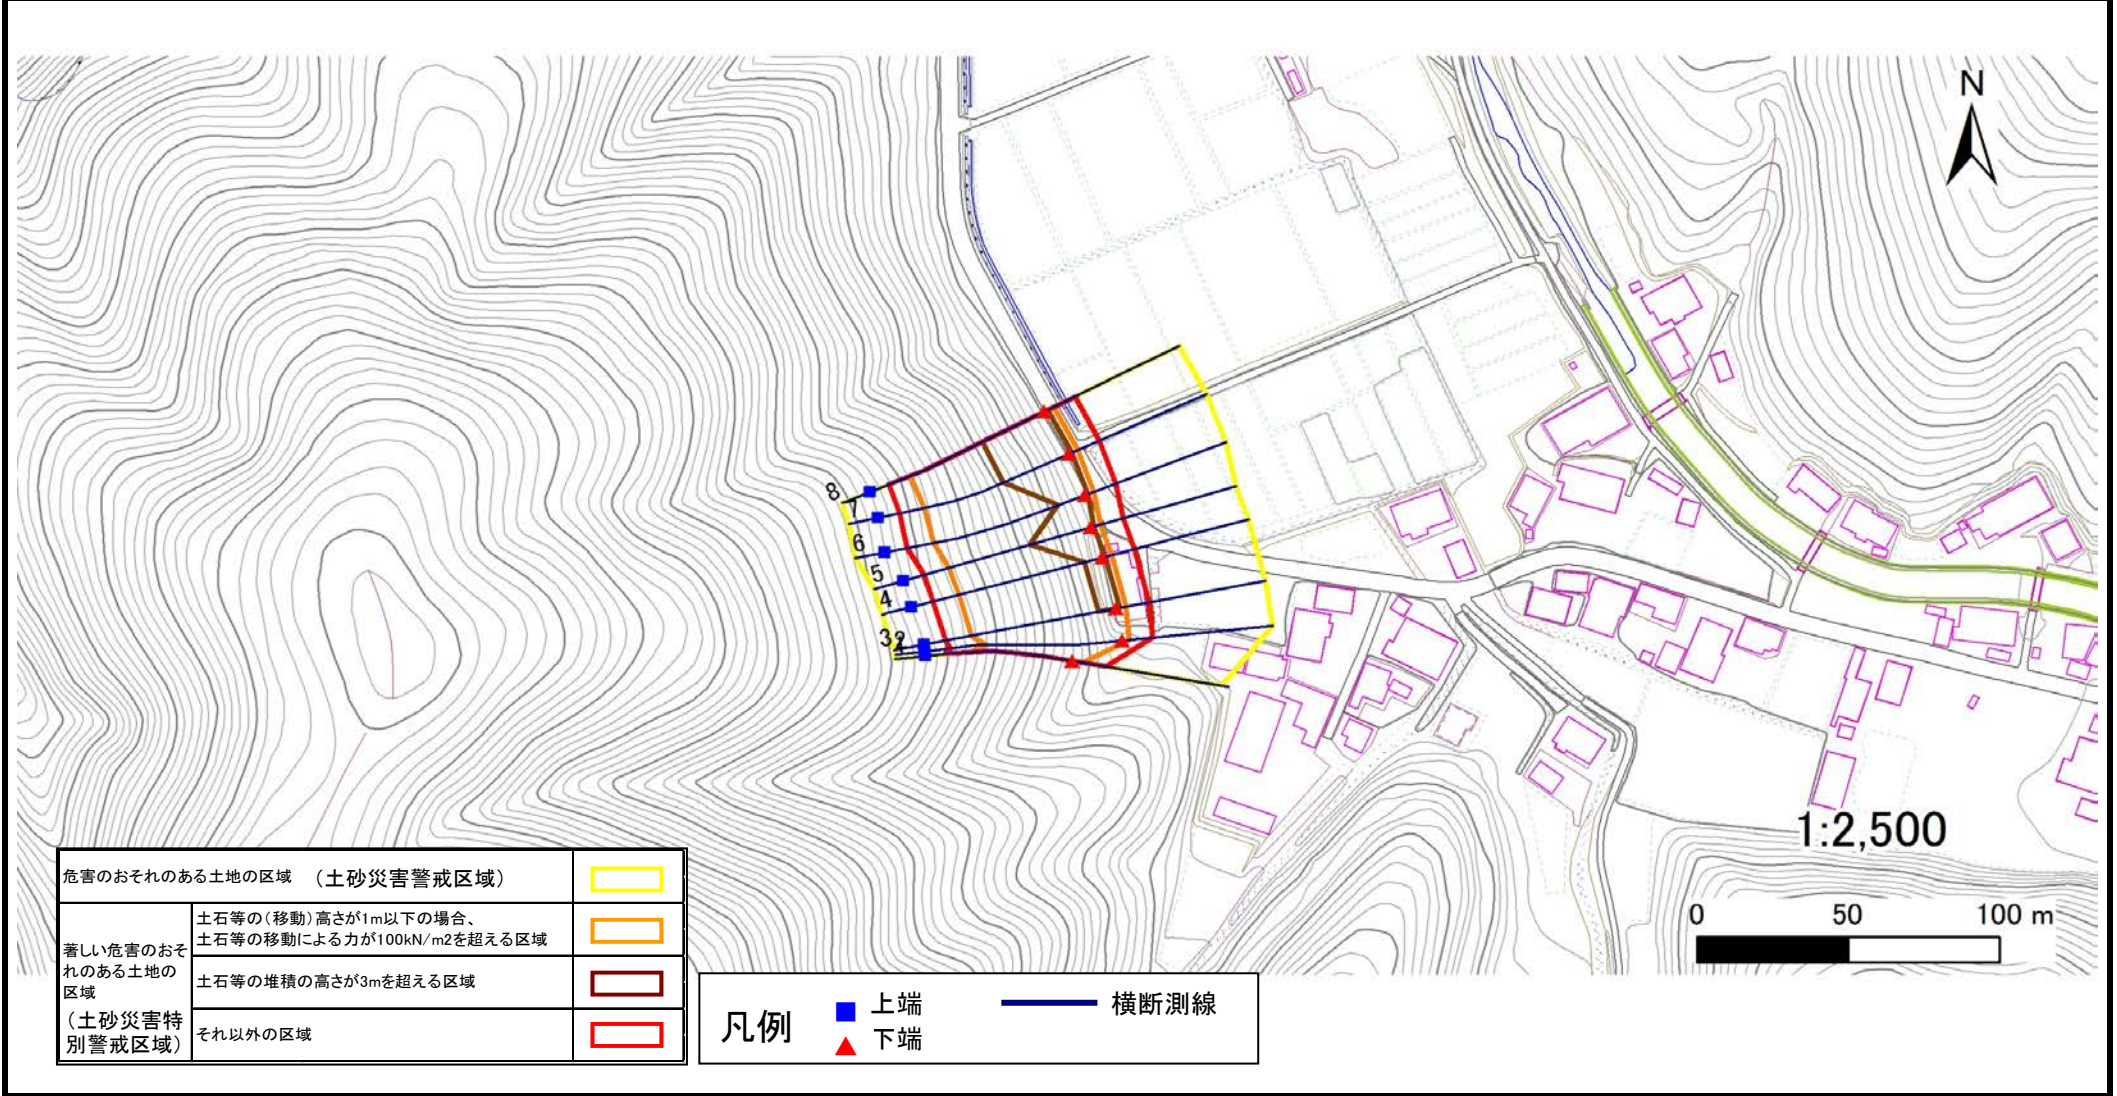 N
8
7
6
5
4
3
1:2,500
0 50 100 m
危害のおそれのある土地の区域 （土砂災害警戒区域）
著しい危害のおそれのある土地の区域
（土砂災害特別警戒区域）
土石等の（移動）高さが1m以下の場合、
土石等の移動による力が100kN/m2を超える区域
土石等の堆積の高さが3mを超える区域
それ以外の区域
凡例
上端
下端
横断測線